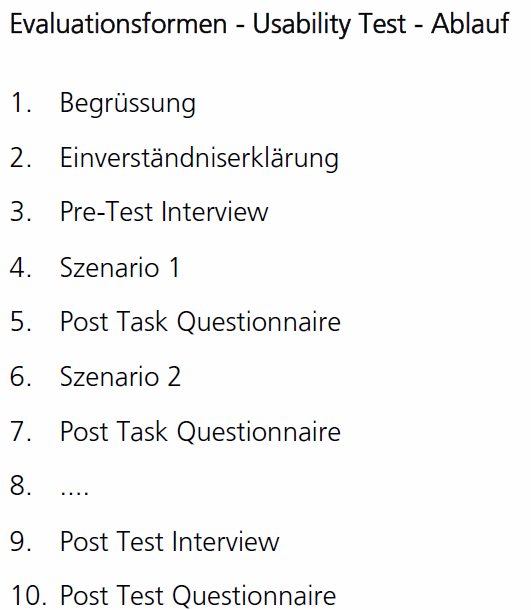 Evaluationsformen - Usability Test - Ablauf
1. Begrüssung
2. Einverständniserklärung
3. Pre-Test Interview
4. Szenario 1
5. Post Task Questionnaire
6. Szenario 2
7. Post Task Questionnaire
8. ....
9. Post Test Interview
10. Post Test Questionnaire